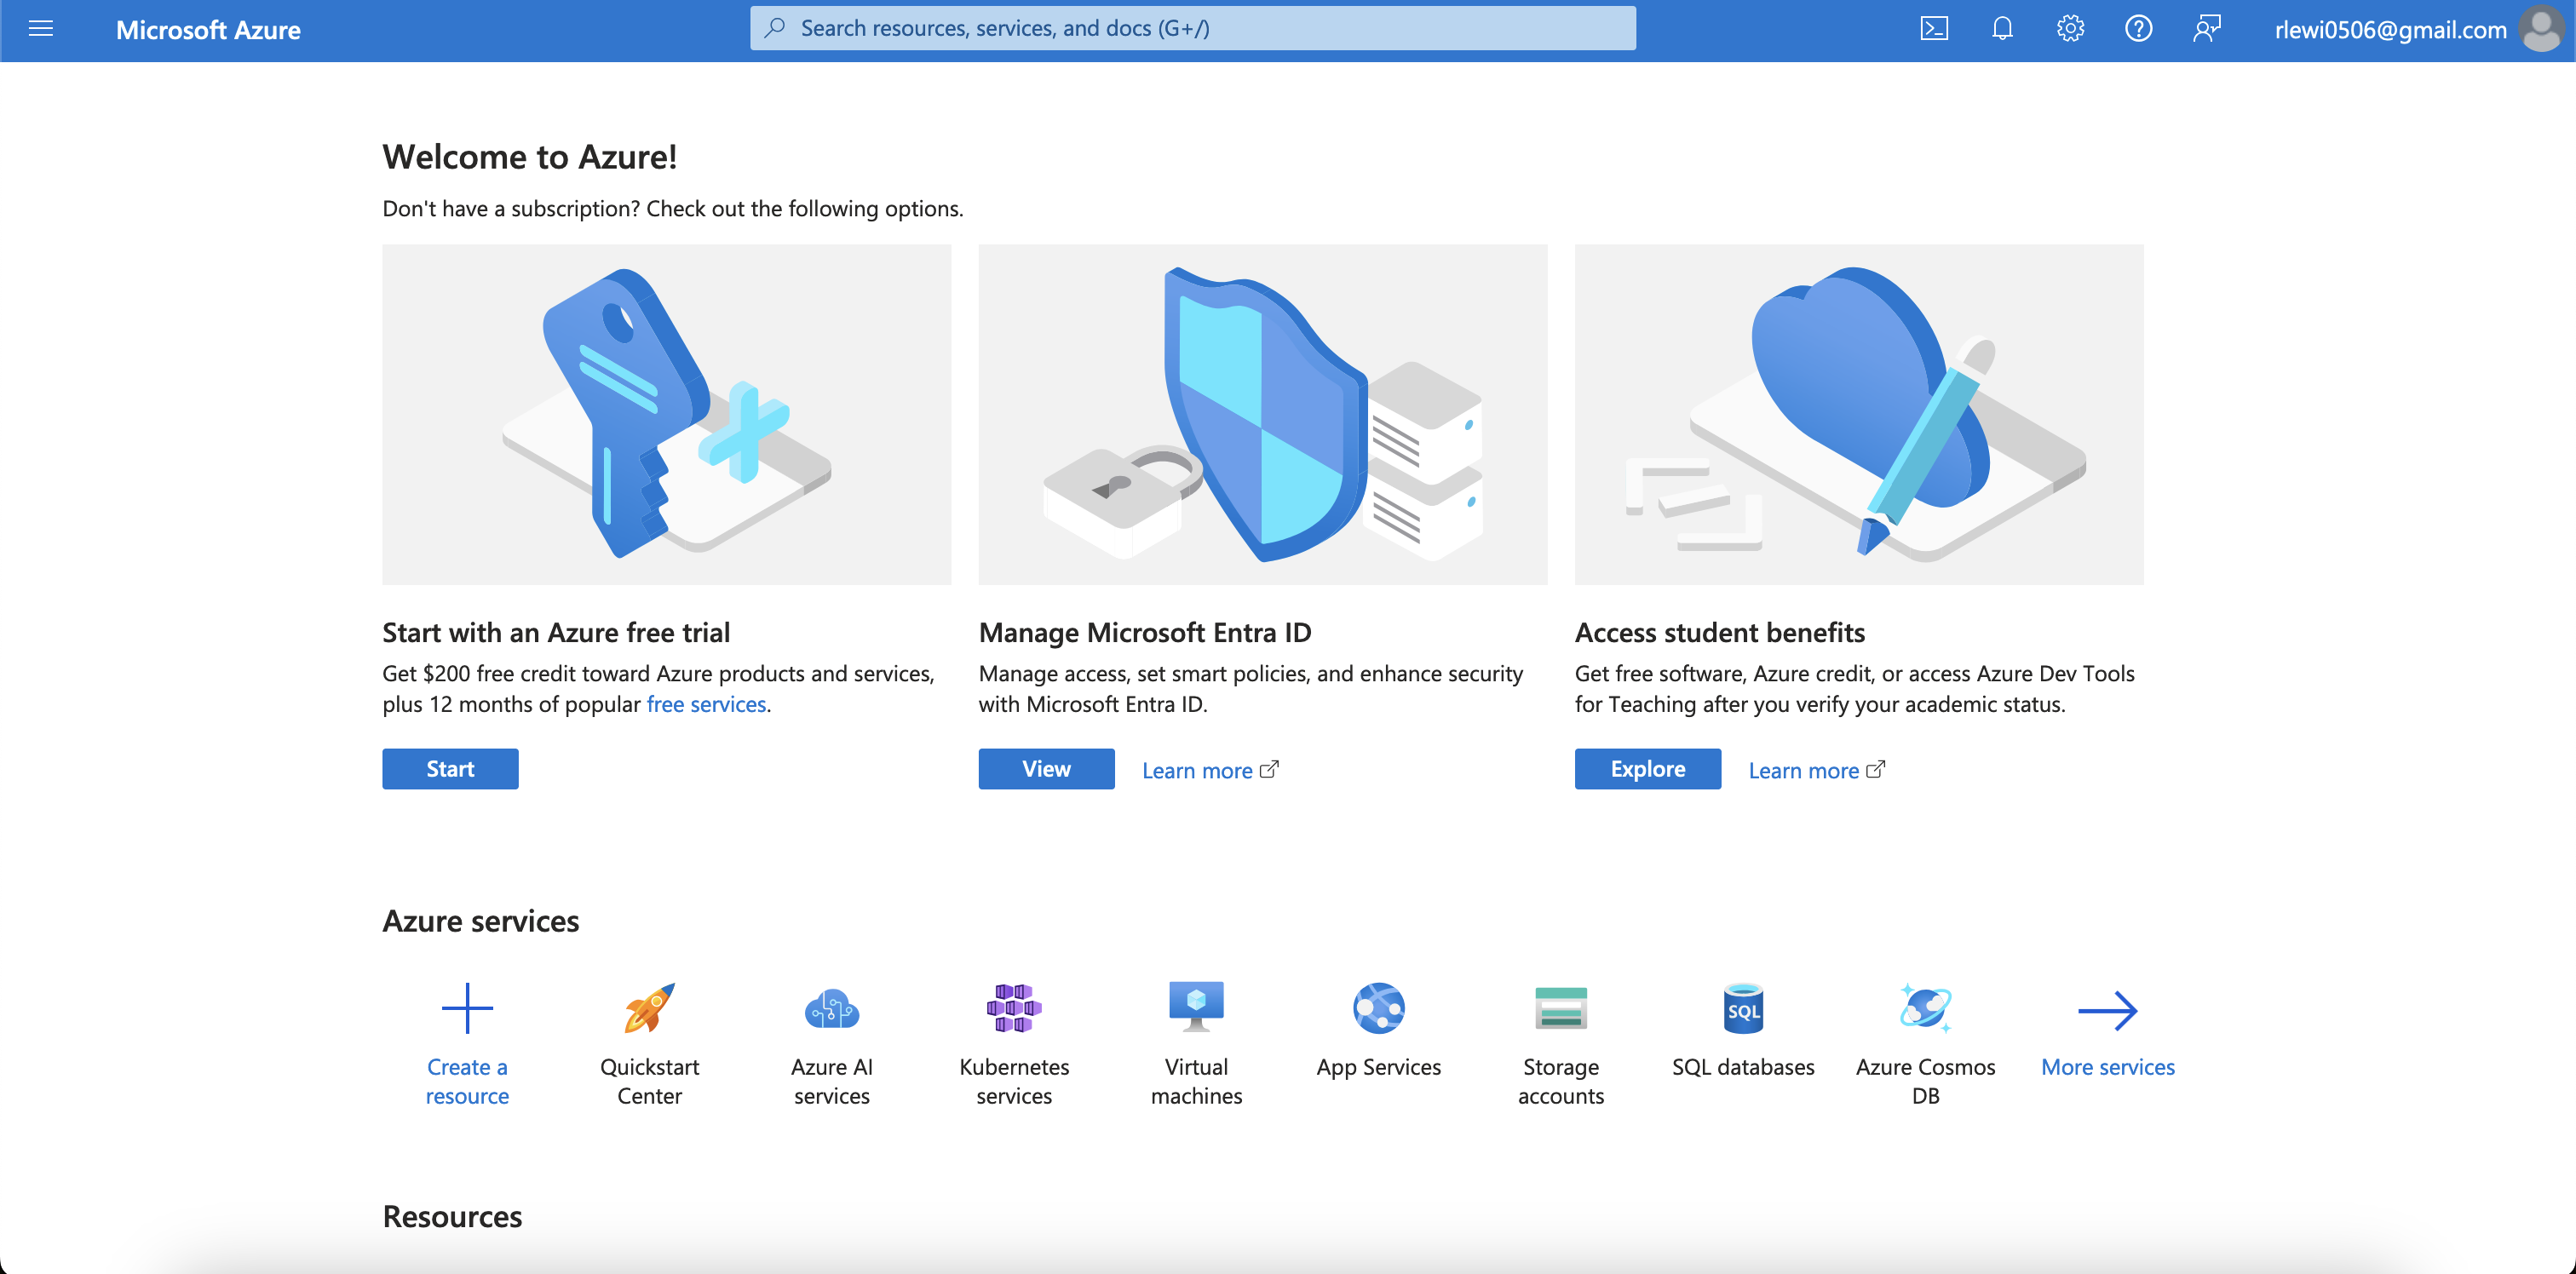 Microsoft Azure
Search resources, services, and docs (G+/)
rlewi0506@gmail.com
Welcome to Azure!
Don't have a subscription? Check out the following options.
Start with an Azure free trial
Get $200 free credit toward Azure products and services,
plus 12 months of popular free services.
Start
Manage Microsoft Entra ID
Manage access, set smart policies, and enhance security
with Microsoft Entra ID.
View
Learn more
Access student benefits
Get free software, Azure credit, or access Azure Dev Tools
for Teaching after you verify your academic status.
Explore
Learn more
Azure services
Create a
resource
Quickstart
Center
Azure AI
services
Kubernetes
services
Virtual
machines
App Services
Storage
accounts
SQL
SQL databases
Azure Cosmos
DB
More services
Resources